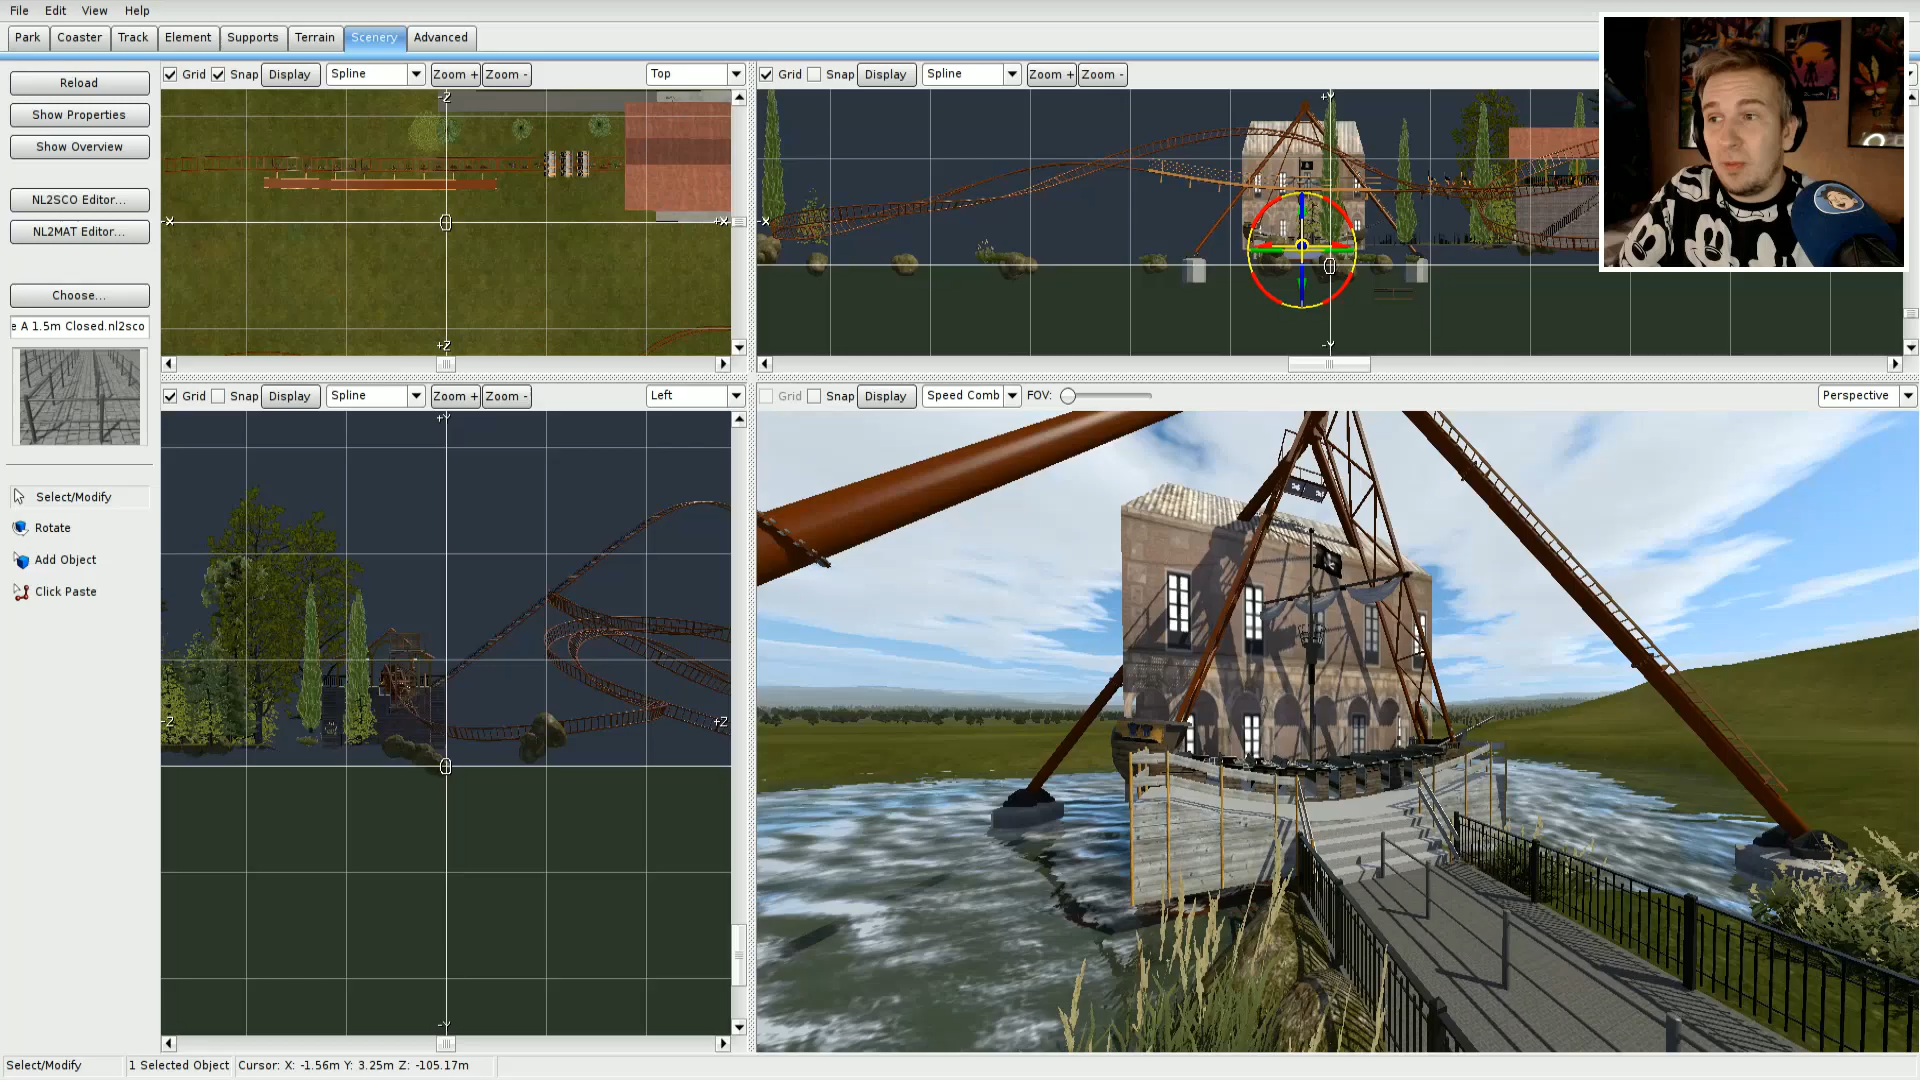 File Edit View Help
Park Coaster Track Element Supports Terrain Scenery Advanced
Reload
Show Properties
Show Overview
NL2SCO Editor...
NL2MAT Editor...
Choose...
e A 1.5m Closed.nl2sco
Select/Modify
Rotate
Add Object
Click Paste
Grid Snap Display Spline Zoom + Zoom - Top
-Z
-X
+X
+Z
Grid Snap Display Spline Zoom + Zoom -
+Y
-X
-Y
Grid Snap Display Spline Zoom + Zoom - Left
+Y
-Z
+Z
-Y
Grid Snap Display Speed Comb FOV: Perspective
Select/Modify 1 Selected Object Cursor: X: -1.56m Y: 3.25m Z: -105.17m